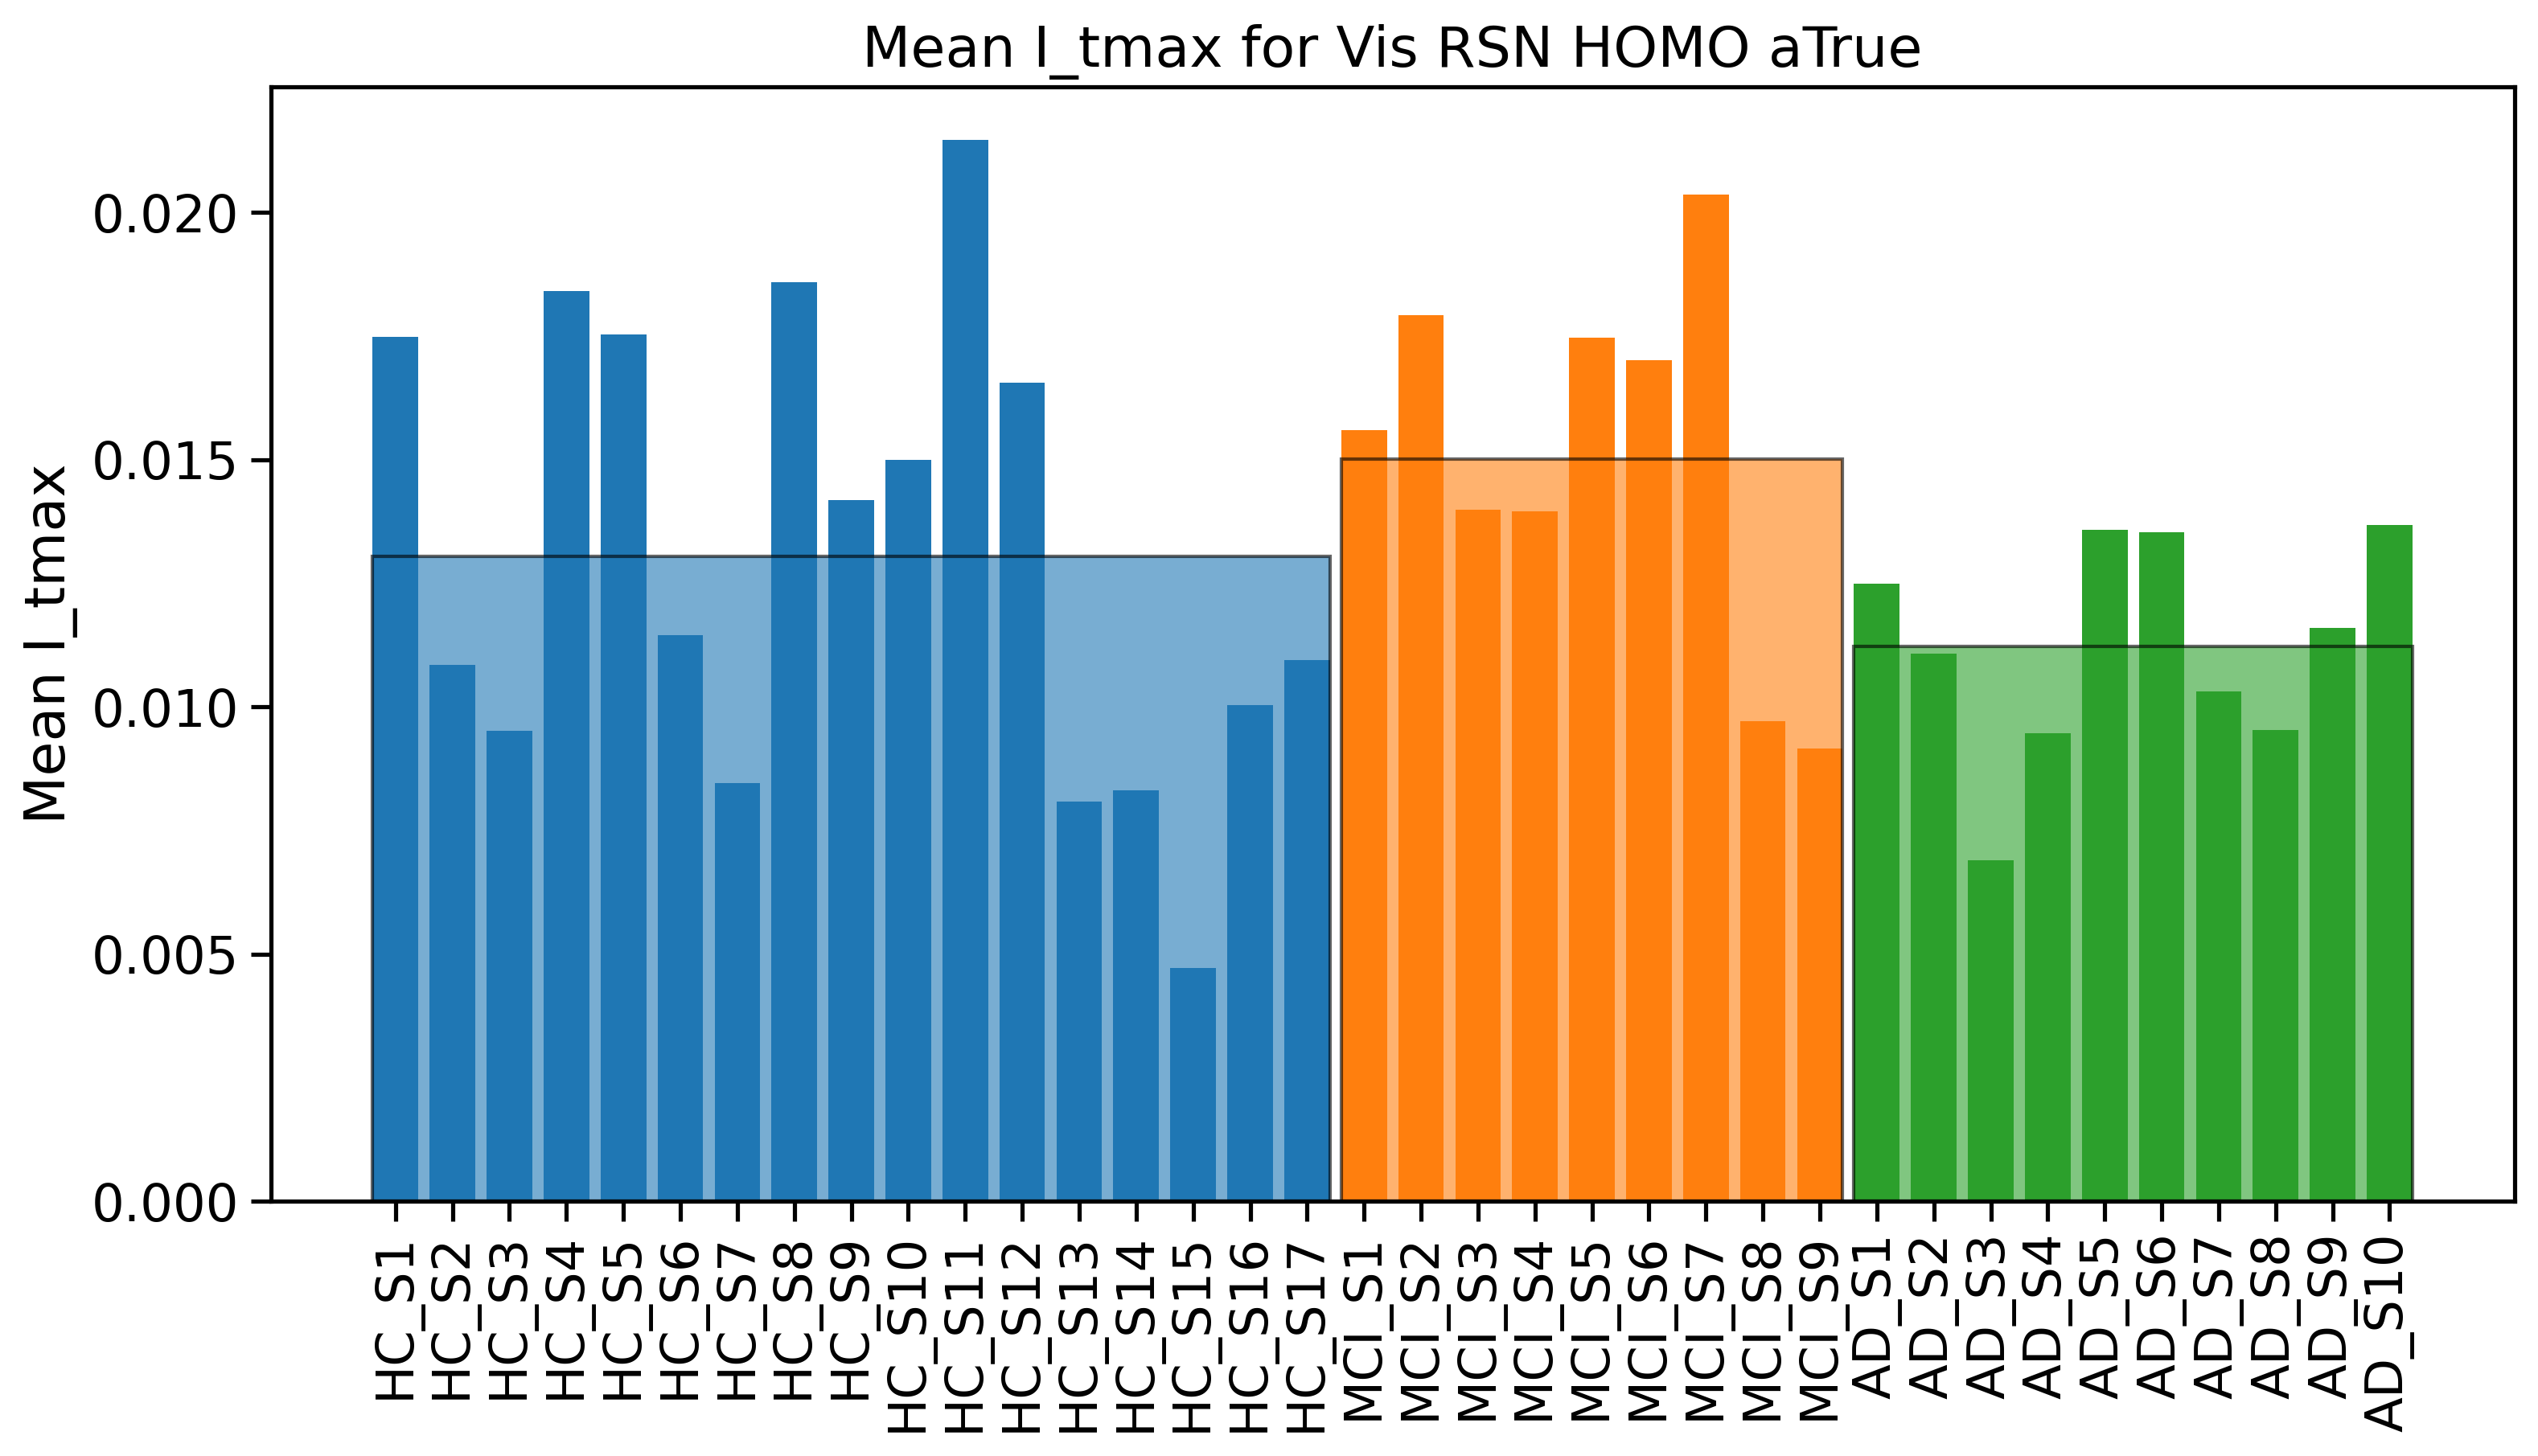 Mean I_tmax for Vis RSN HOMO aTrue
Mean I_tmax
0.020
0.015
0.010
0.005
0.000
HC_S1
HC_S2
HC_S3
HC_S4
HC_S5
HC_S6
HC_S7
HC_S8
HC_S9
HC_S10
HC_S11
HC_S12
HC_S13
HC_S14
HC_S15
HC_S16
HC_S17
MCI_S1
MCI_S2
MCI_S3
MCI_S4
MCI_S5
MCI_S6
MCI_S7
MCI_S8
MCI_S9
AD_S1
AD_S2
AD_S3
AD_S4
AD_S5
AD_S6
AD_S7
AD_S8
AD_S9
AD_S10